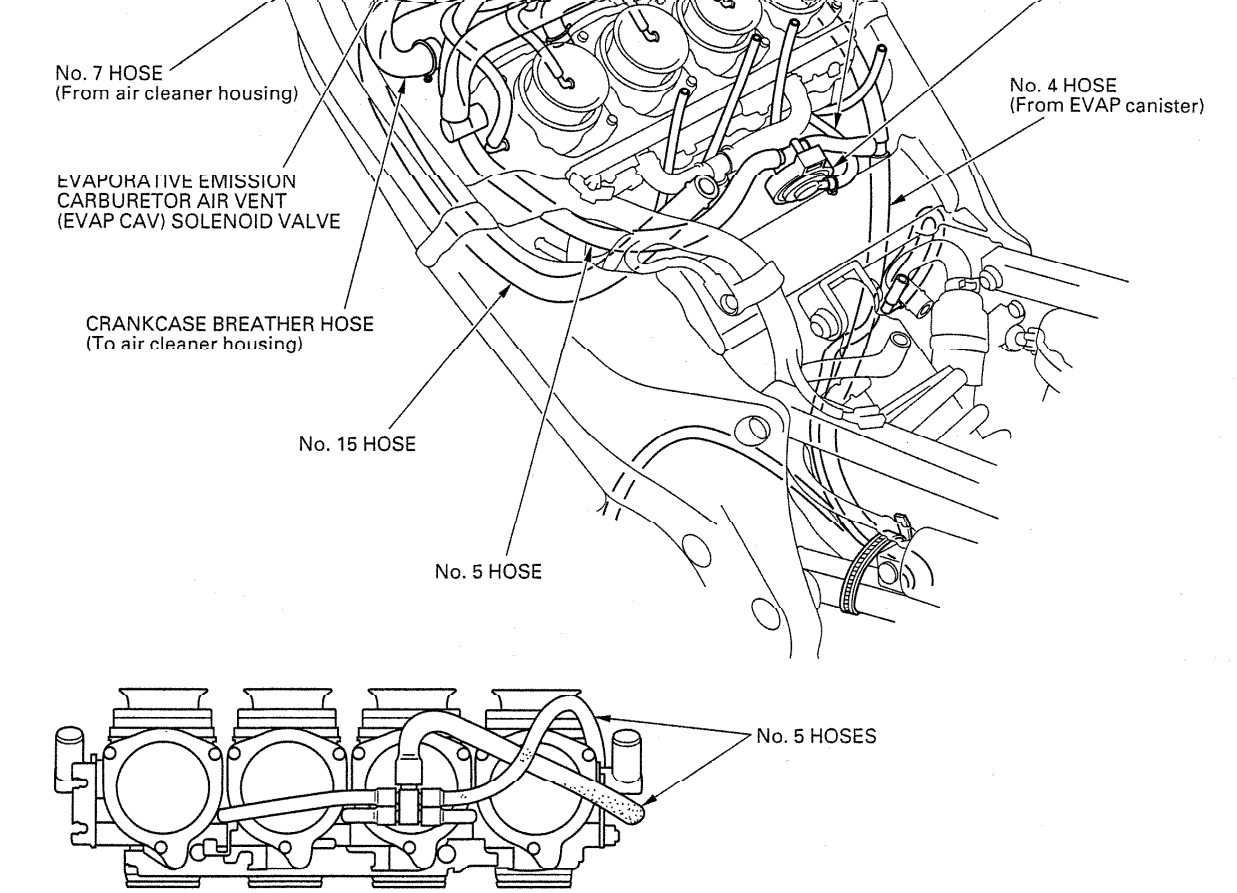 No. 7 HOSE
(From air cleaner housing)
No. 4 HOSE
(From EVAP canister)
EVAPORATIVE EMISSION
CARBURETOR AIR VENT
(EVAP CAV) SOLENOID VALVE
CRANKCASE BREATHER HOSE
(To air cleaner housing)
No. 15 HOSE
No. 5 HOSE
No. 5 HOSES